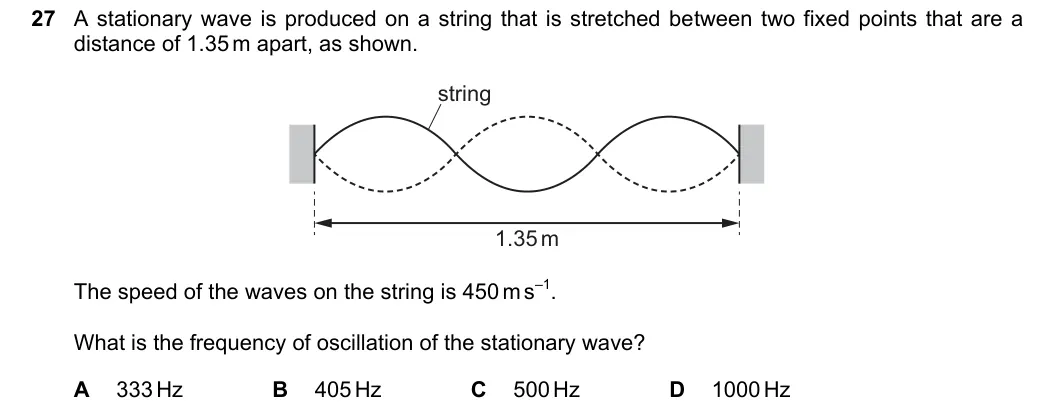 27 A stationary wave is produced on a string that is stretched between two fixed points that are a
distance of 1.35 m apart, as shown.
string
1.35 m
The speed of the waves on the string is 450 m s⁻¹.
What is the frequency of oscillation of the stationary wave?
A 333 Hz B 405 Hz C 500 Hz D 1000 Hz